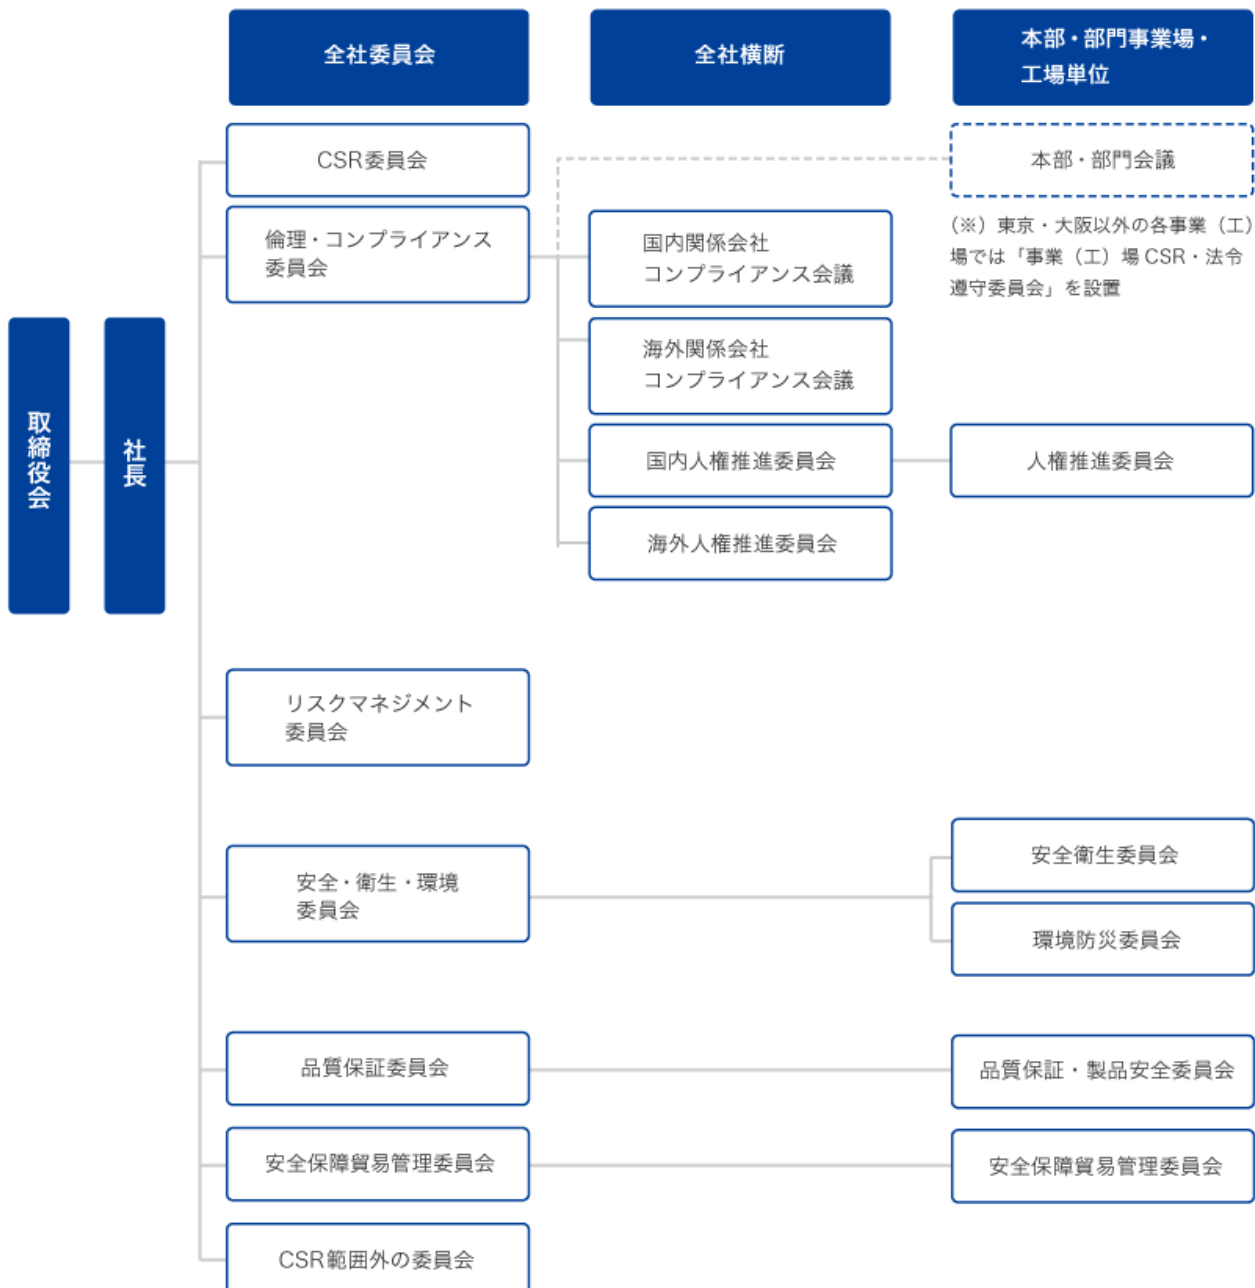 全社委員会
全社横断
本部・部門事業場・
工場単位
CSR委員会
本部・部門会議
倫理・コンプライアンス
委員会
国内関係会社
コンプライアンス会議
(※)東京・大阪以外の各事業(工)
場では「事業(工)場 CSR・法令
遵守委員会」を設置
海外関係会社
コンプライアンス会議
取締役会
社長
国内人権推進委員会
人権推進委員会
海外人権推進委員会
リスクマネジメント
委員会
安全・衛生・環境
委員会
安全衛生委員会
環境防災委員会
品質保証委員会
品質保証・製品安全委員会
安全保障貿易管理委員会
安全保障貿易管理委員会
CSR範囲外の委員会